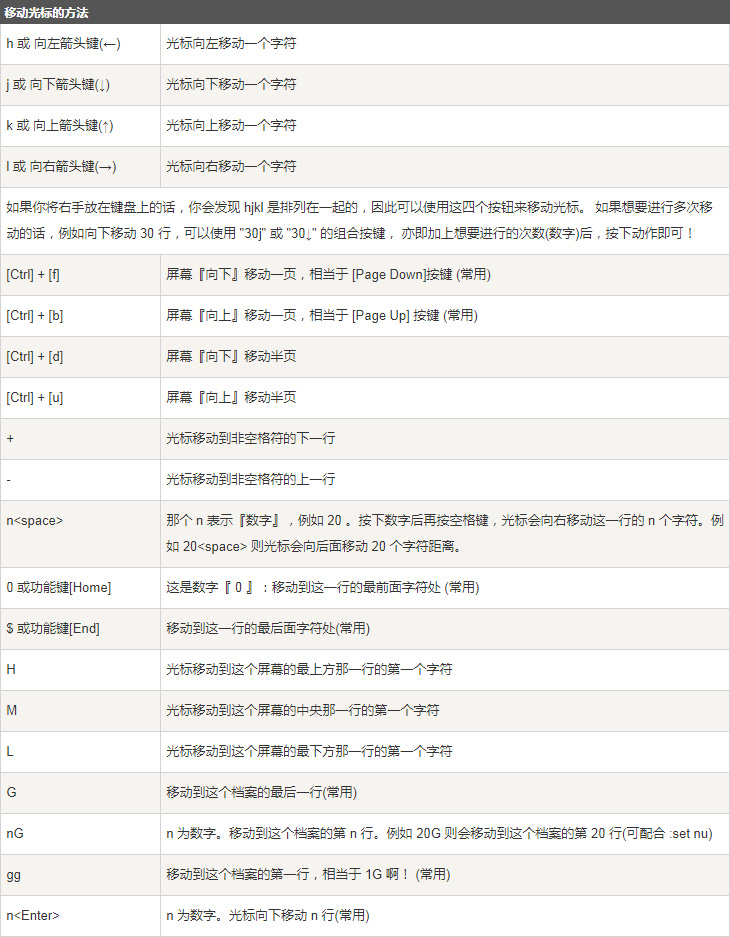 移动光标的方法
h 或 向左箭头键(←) 光标向左移动一个字符
j 或 向下箭头键(↓) 光标向下移动一个字符
k 或 向上箭头键(↑) 光标向上移动一个字符
l 或 向右箭头键(→) 光标向右移动一个字符
如果你将右手放在键盘上的话，你会发现 hjkl 是排列在一起的，因此可以使用这四个按钮来移动光标。 如果想要进行多次移
动的话，例如向下移动 30 行，可以使用 "30j" 或 "30↓" 的组合按键， 亦即加上想要进行的次数(数字)后，按下动作即可！
[Ctrl] + [f] 屏幕『向下』移动一页，相当于 [Page Down]按键 (常用)
[Ctrl] + [b] 屏幕『向上』移动一页，相当于 [Page Up] 按键 (常用)
[Ctrl] + [d] 屏幕『向下』移动半页
[Ctrl] + [u] 屏幕『向上』移动半页
+ 光标移动到非空格符的下一行
- 光标移动到非空格符的上一行
n<space> 那个 n 表示『数字』，例如 20 。按下数字后再按空格键，光标会向右移动这一行的 n 个字符。例
如 20<space> 则光标会向后面移动 20 个字符距离。
0 或功能键[Home] 这是数字『 0 』：移动到这一行的最前面字符处 (常用)
$ 或功能键[End] 移动到这一行的最后面字符处(常用)
H 光标移动到这个屏幕的最上方那一行的第一个字符
M 光标移动到这个屏幕的中央那一行的第一个字符
L 光标移动到这个屏幕的最下方那一行的第一个字符
G 移动到这个档案的最后一行(常用)
nG n 为数字。移动到这个档案的第 n 行。例如 20G 则会移动到这个档案的第 20 行(可配合 :set nu)
gg 移动到这个档案的第一行，相当于 1G 啊！ (常用)
n<Enter> n 为数字。光标向下移动 n 行(常用)